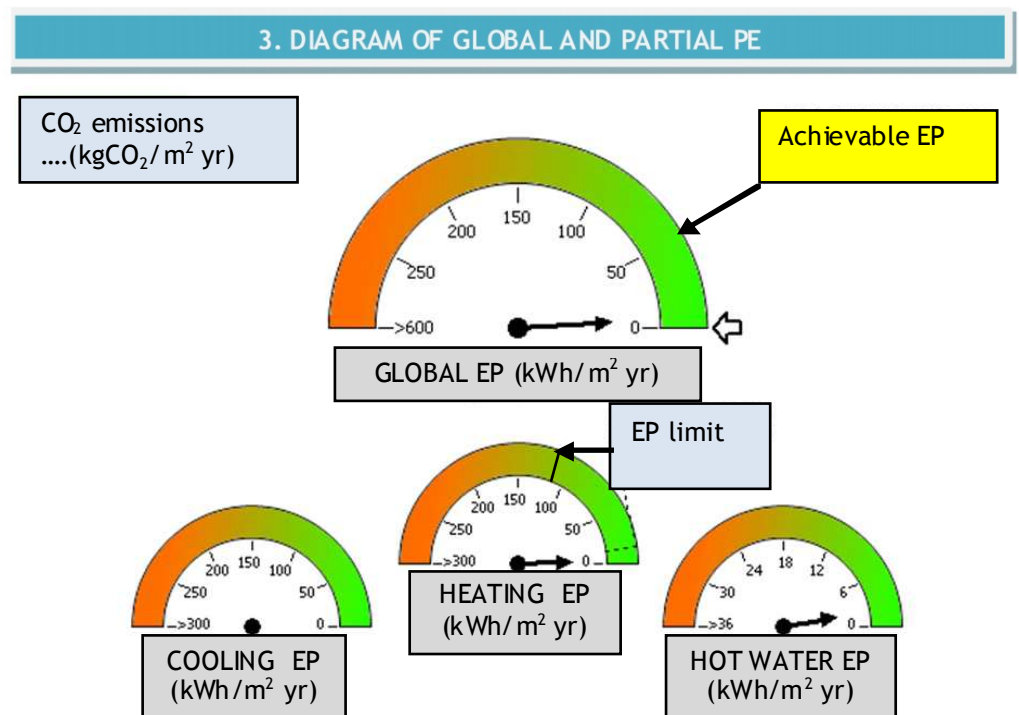 3. DIAGRAM OF GLOBAL AND PARTIAL PE
CO₂ emissions
....(kgCO₂/m² yr)
Achievable EP
150
200
100
250
50
>600
0
GLOBAL EP (kWh/m² yr)
EP limit
150
200
100
250
50
>300
0
HEATING EP
(kWh/m² yr)
150
200
100
250
50
>300
0
COOLING EP
(kWh/m² yr)
18
24
12
30
6
>36
0
HOT WATER EP
(kWh/m² yr)